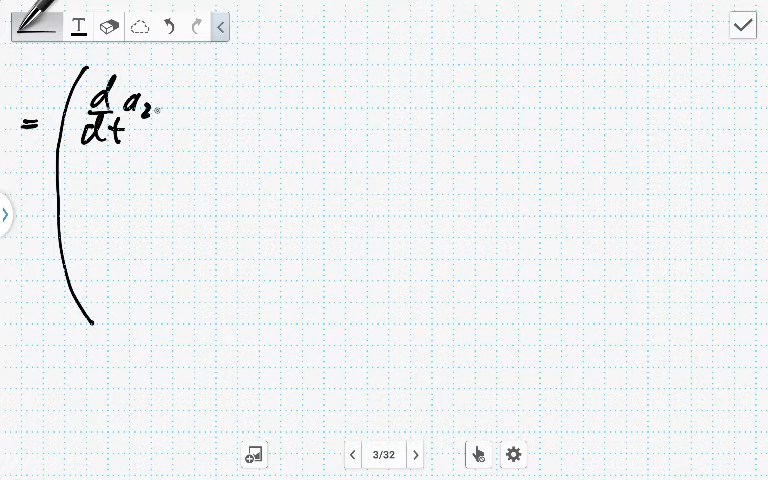 T
= ( d/dt a₂
3/32